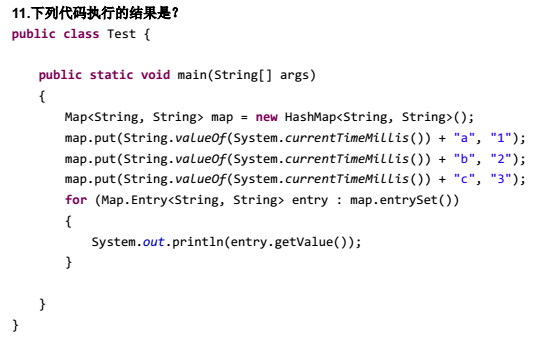 11.下列代码执行的结果是?
public class Test {
public static void main(String[] args)
{
Map<String, String> map = new HashMap<String, String>();
map.put(String.valueOf(System.currentTimeMillis()) + "a", "1");
map.put(String.valueOf(System.currentTimeMillis()) + "b", "2");
map.put(String.valueOf(System.currentTimeMillis()) + "c", "3");
for (Map.Entry<String, String> entry : map.entrySet())
{
System.out.println(entry.getValue());
}
}
}